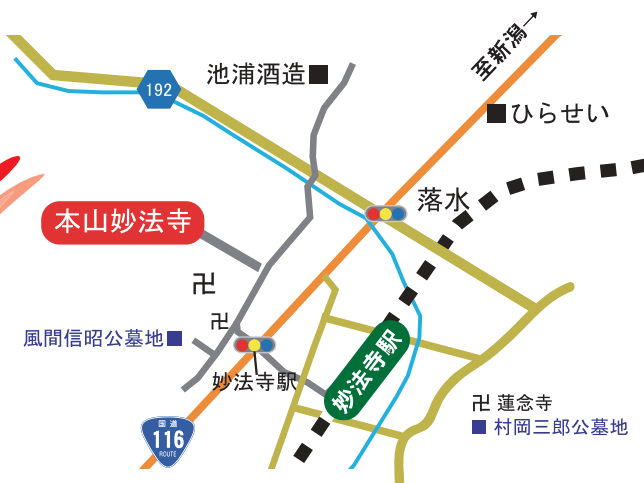 至新潟→
池浦酒造■
192
■ひらせい
落水
本山妙法寺
卍
卍
風間信昭公墓地■
妙法寺駅
妙法寺駅
卍 蓮念寺
■ 村岡三郎公墓地
国道
116
ROUTE